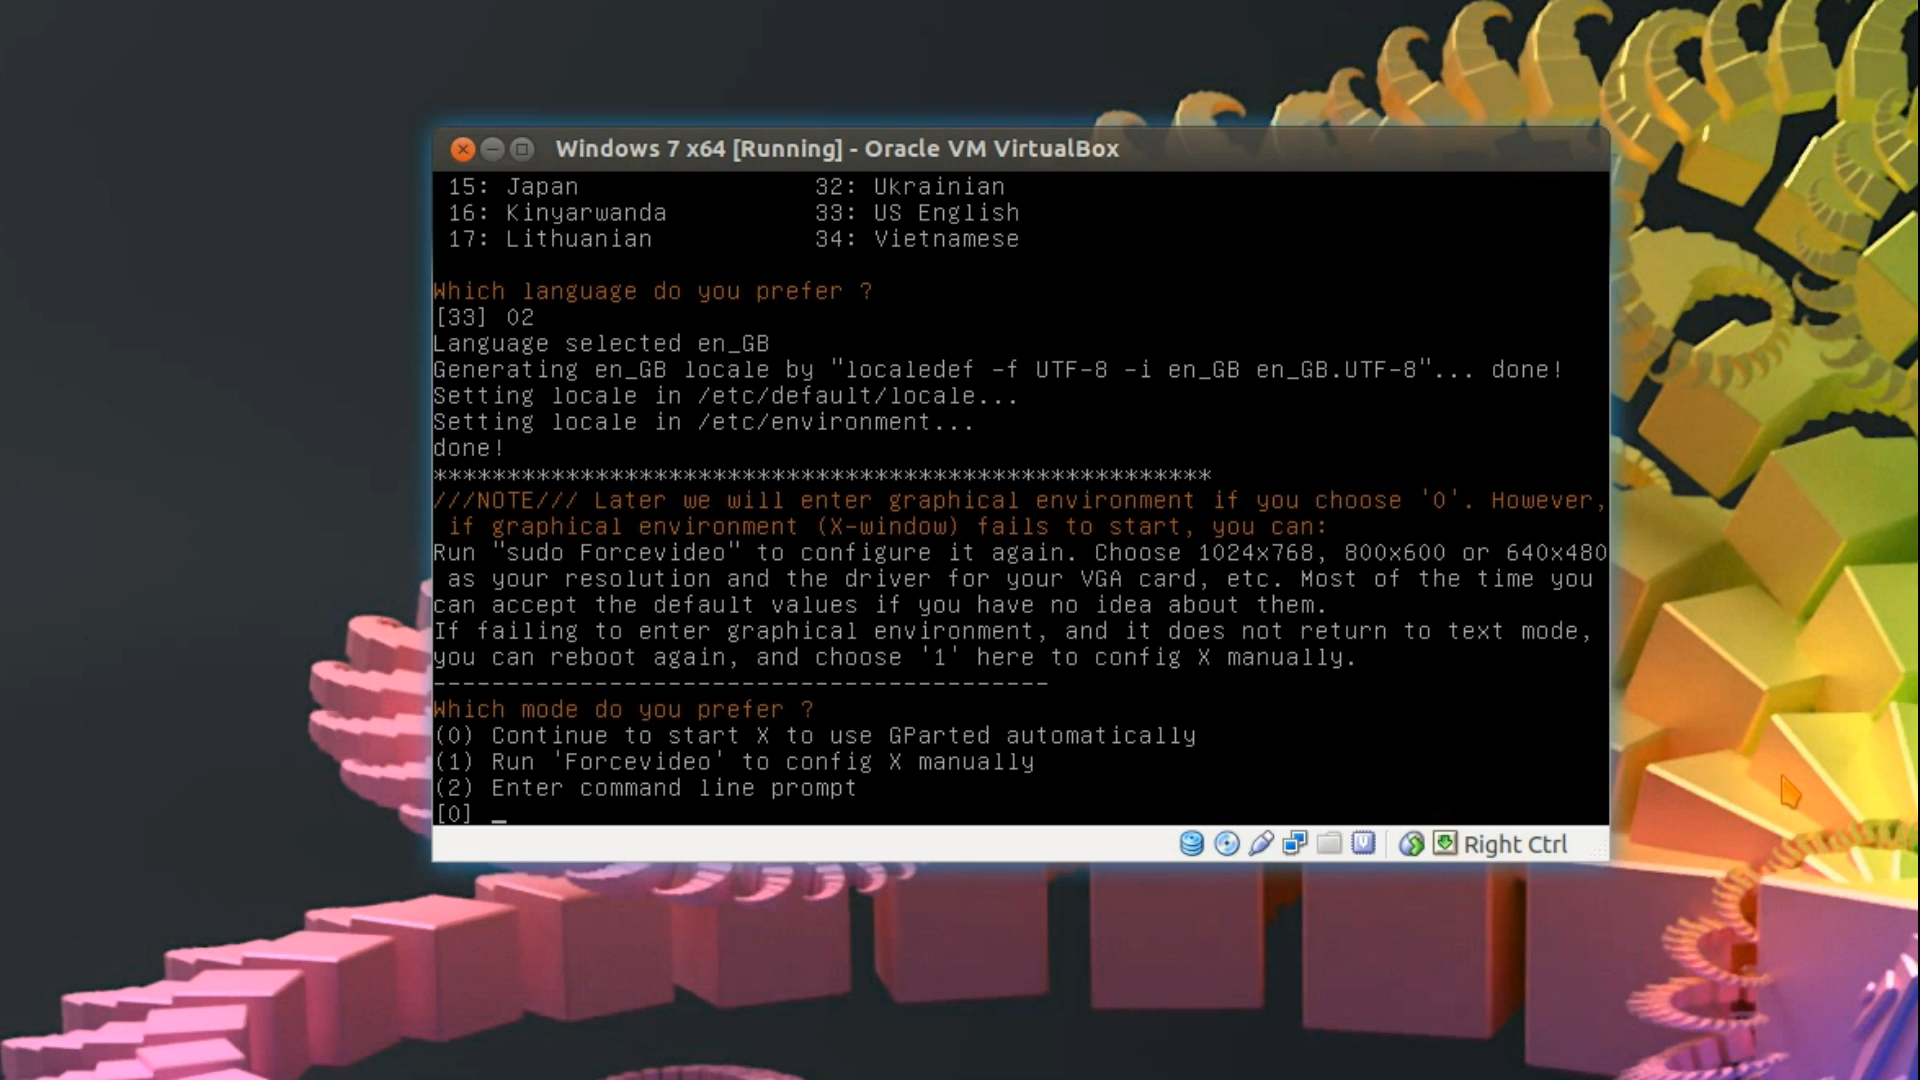 Windows 7 x64 [Running] - Oracle VM VirtualBox
15: Japan 32: Ukrainian
16: Kinyarwanda 33: US English
17: Lithuanian 34: Vietnamese
Which language do you prefer ?
[33] 02
Language selected en_GB
Generating en_GB locale by "localedef -f UTF-8 -i en_GB en_GB.UTF-8"... done!
Setting locale in /etc/default/locale...
Setting locale in /etc/environment...
done!
*****************************************************
///NOTE/// Later we will enter graphical environment if you choose '0'. However,
if graphical environment (X-window) fails to start, you can:
Run "sudo Forcevideo" to configure it again. Choose 1024x768, 800x600 or 640x480
as your resolution and the driver for your VGA card, etc. Most of the time you
can accept the default values if you have no idea about them.
If failing to enter graphical environment, and it does not return to text mode,
you can reboot again, and choose '1' here to config X manually.
------------------------------------------
Which mode do you prefer ?
(0) Continue to start X to use GParted automatically
(1) Run 'Forcevideo' to config X manually
(2) Enter command line prompt
[0] _
Right Ctrl